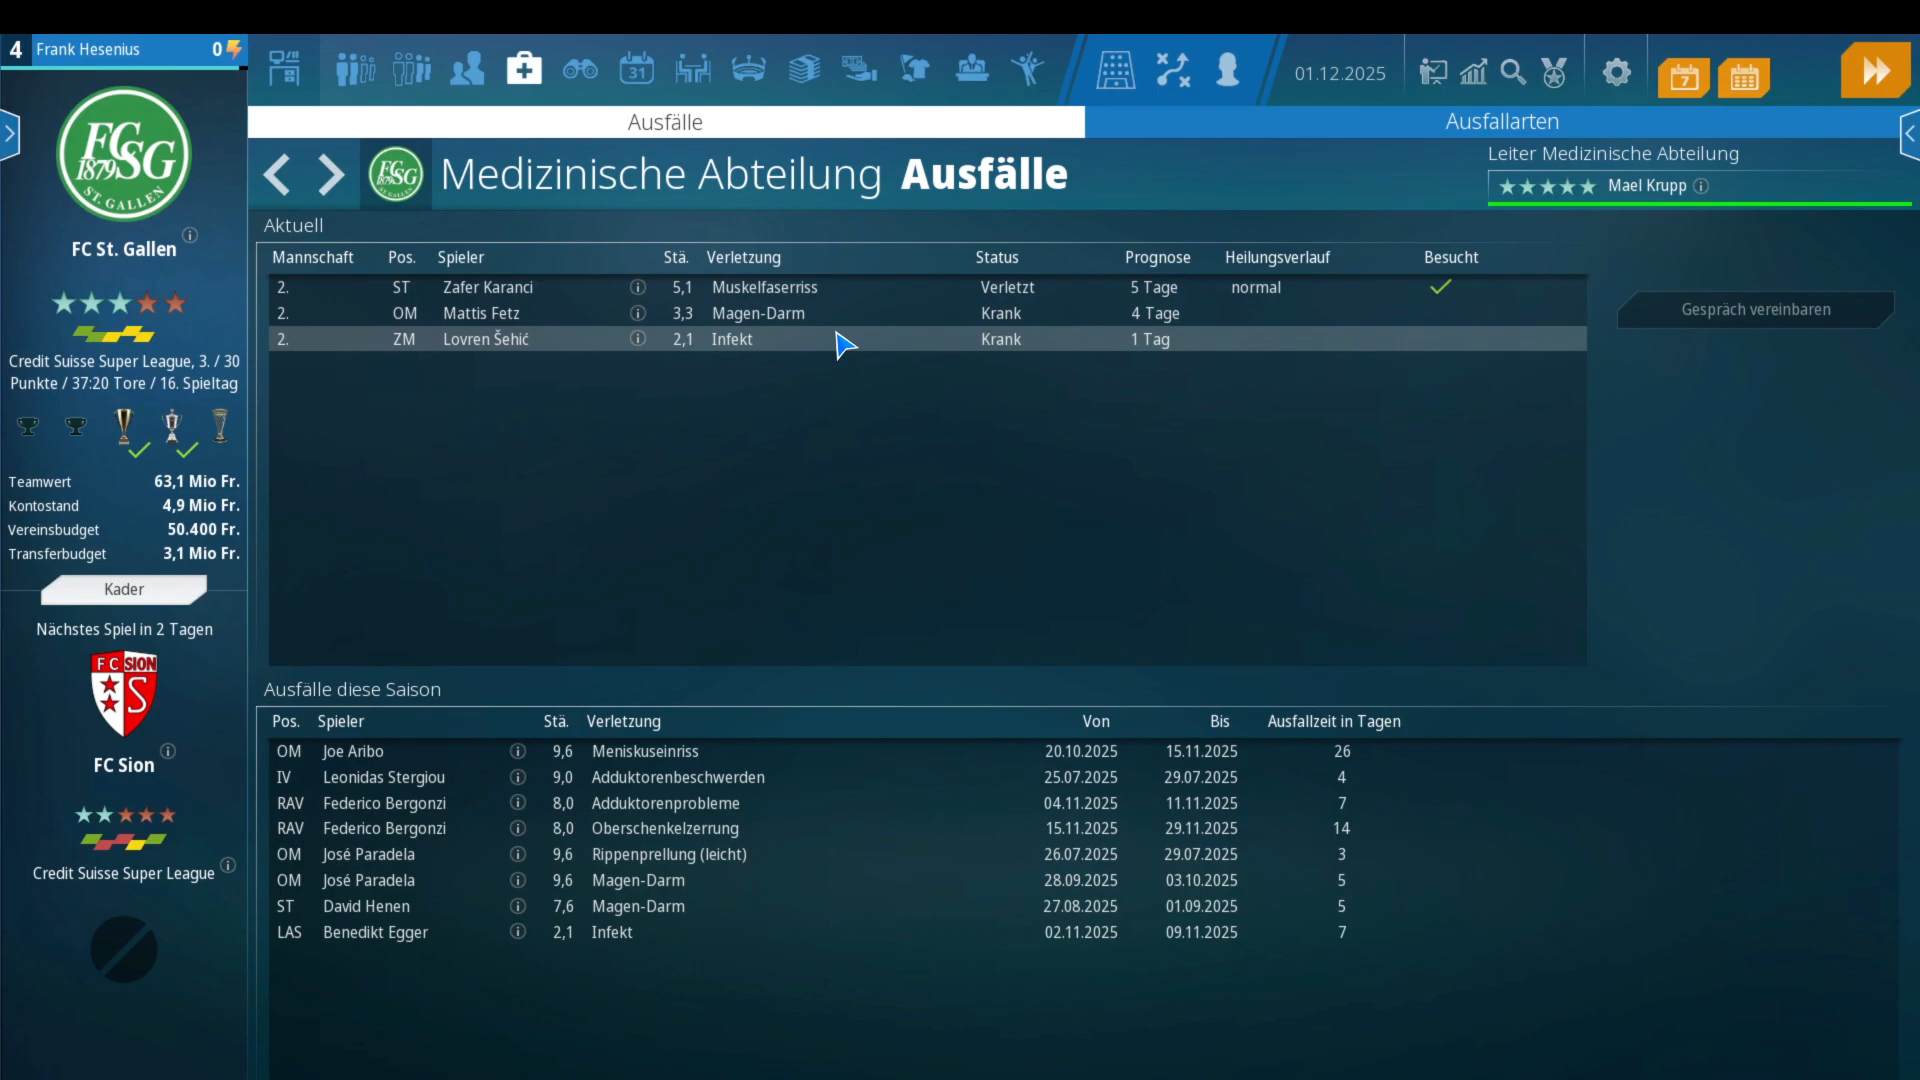 4 Frank Hesenius 0
31
01.12.2025
7
Ausfälle
Ausfallarten
FCSG 1879 ST. GALLEN
FC St. Gallen
Credit Suisse Super League, 3. / 30
Punkte / 37:20 Tore / 16. Spieltag
Teamwert 63,1 Mio Fr.
Kontostand 4,9 Mio Fr.
Vereinsbudget 50.400 Fr.
Transferbudget 3,1 Mio Fr.
Kader
Nächstes Spiel in 2 Tagen
FC SION
S
FC Sion
Credit Suisse Super League
Medizinische Abteilung Ausfälle
Leiter Medizinische Abteilung
Mael Krupp
Aktuell
Mannschaft Pos. Spieler Stä. Verletzung Status Prognose Heilungsverlauf Besucht
2. ST Zafer Karanci 5,1 Muskelfaserriss Verletzt 5 Tage normal
2. OM Mattis Fetz 3,3 Magen-Darm Krank 4 Tage
2. ZM Lovren Šehić 2,1 Infekt Krank 1 Tag
Gespräch vereinbaren
Ausfälle diese Saison
Pos. Spieler Stä. Verletzung Von Bis Ausfallzeit in Tagen
OM Joe Aribo 9,6 Meniskuseinriss 20.10.2025 15.11.2025 26
IV Leonidas Stergiou 9,0 Adduktorenbeschwerden 25.07.2025 29.07.2025 4
RAV Federico Bergonzi 8,0 Adduktorenprobleme 04.11.2025 11.11.2025 7
RAV Federico Bergonzi 8,0 Oberschenkelzerrung 15.11.2025 29.11.2025 14
OM José Paradela 9,6 Rippenprellung (leicht) 26.07.2025 29.07.2025 3
OM José Paradela 9,6 Magen-Darm 28.09.2025 03.10.2025 5
ST David Henen 7,6 Magen-Darm 27.08.2025 01.09.2025 5
LAS Benedikt Egger 2,1 Infekt 02.11.2025 09.11.2025 7